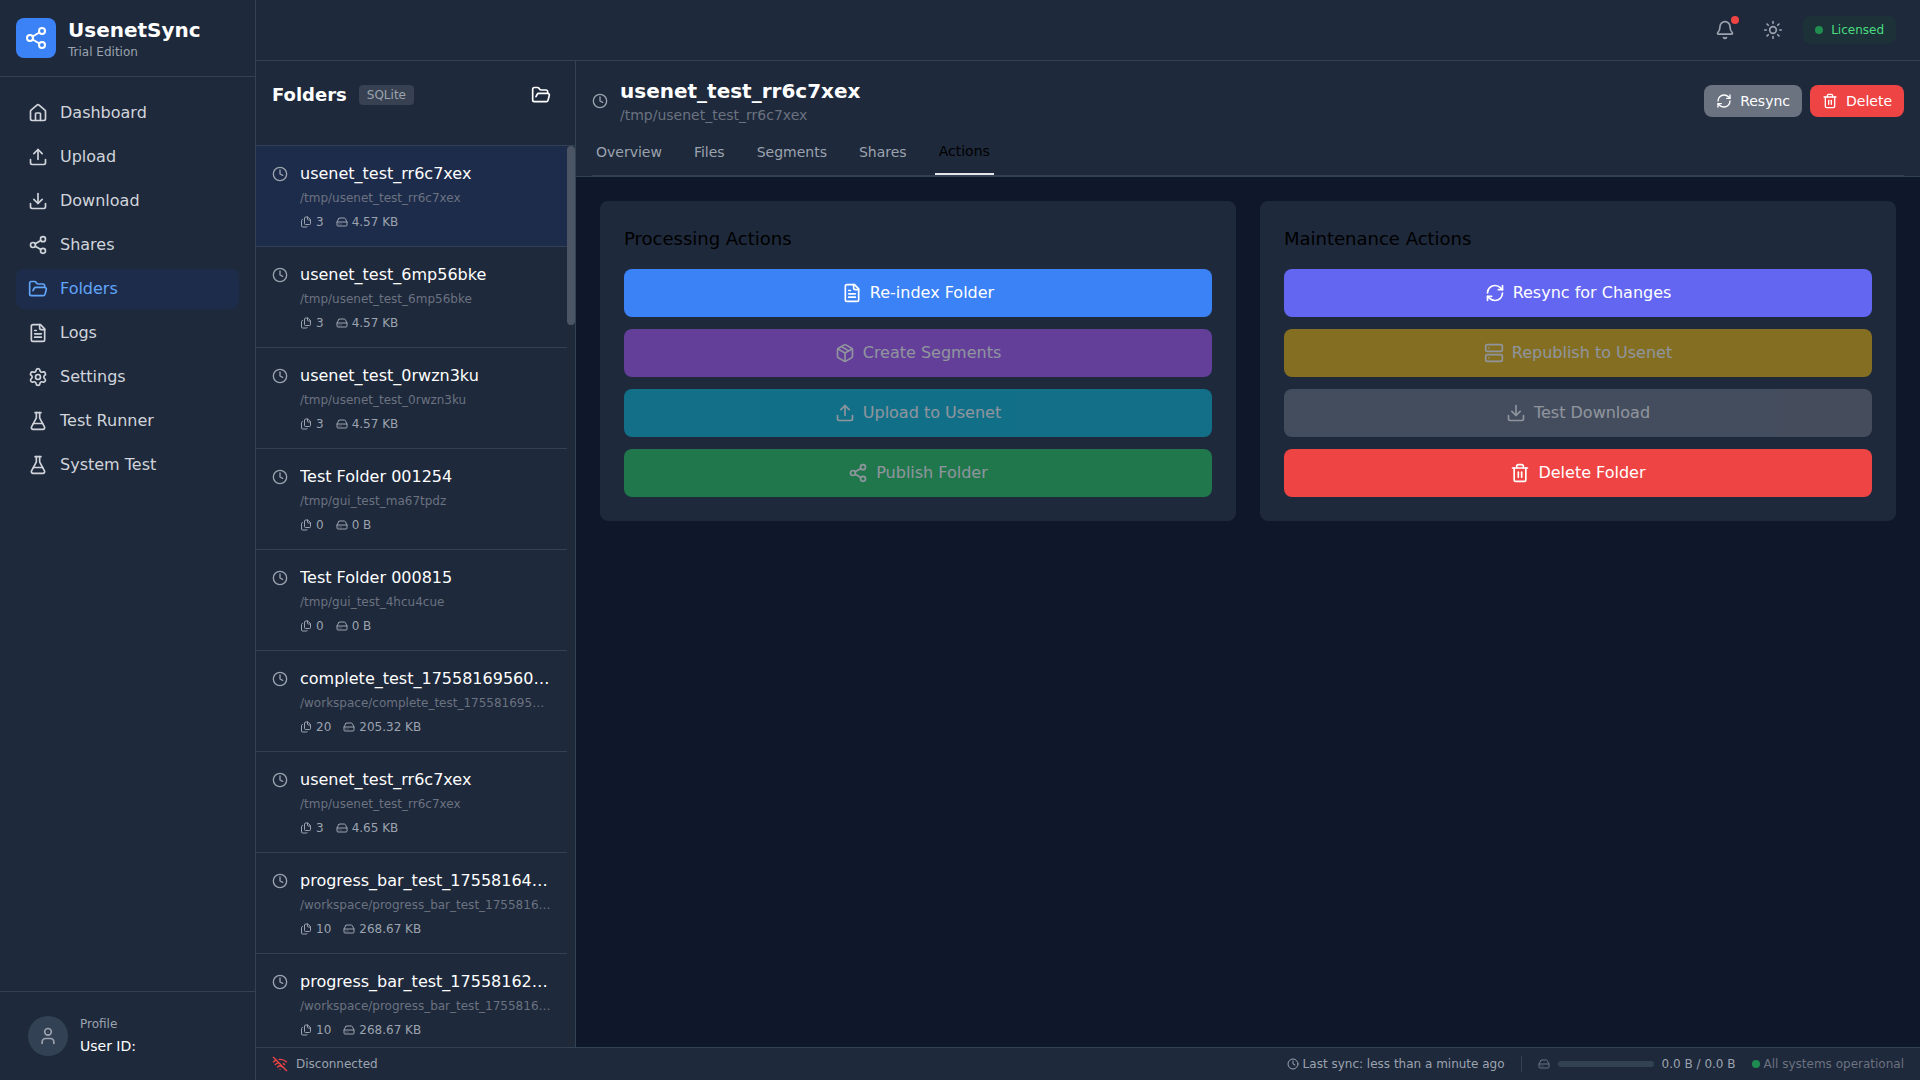 UsenetSync
Trial Edition
Dashboard
Upload
Download
Shares
Folders
Logs
Settings
Test Runner
System Test
Profile
User ID:
Licensed
Folders SQLite
usenet_test_rr6c7xex
/tmp/usenet_test_rr6c7xex
3 4.57 KB
usenet_test_6mp56bke
/tmp/usenet_test_6mp56bke
3 4.57 KB
usenet_test_0rwzn3ku
/tmp/usenet_test_0rwzn3ku
3 4.57 KB
Test Folder 001254
/tmp/gui_test_ma67tpdz
0 0 B
Test Folder 000815
/tmp/gui_test_4hcu4cue
0 0 B
complete_test_17558169560...
/workspace/complete_test_175581695...
20 205.32 KB
usenet_test_rr6c7xex
/tmp/usenet_test_rr6c7xex
3 4.65 KB
progress_bar_test_17558164...
/workspace/progress_bar_test_1755816...
10 268.67 KB
progress_bar_test_17558162...
/workspace/progress_bar_test_1755816...
10 268.67 KB
usenet_test_rr6c7xex
/tmp/usenet_test_rr6c7xex
Resync Delete
Overview Files Segments Shares Actions
Processing Actions
Re-index Folder
Create Segments
Upload to Usenet
Publish Folder
Maintenance Actions
Resync for Changes
Republish to Usenet
Test Download
Delete Folder
Disconnected
Last sync: less than a minute ago
0.0 B / 0.0 B
All systems operational